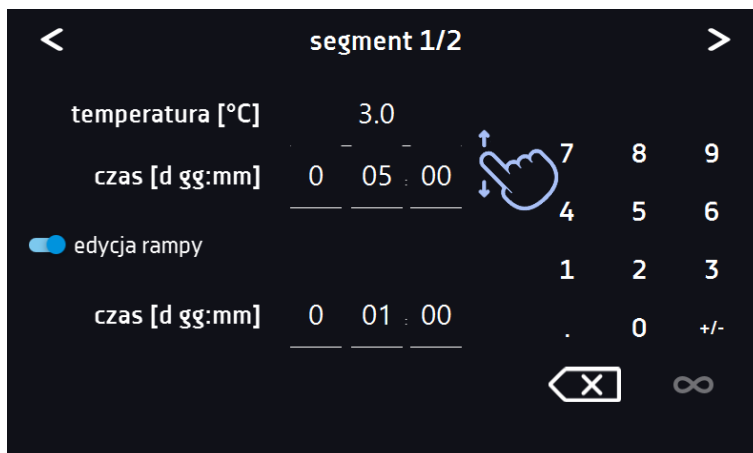 < segment 1/2 >
temperatura [°C] 3.0
czas [d gg:mm] 0 05 : 00
edycja rampy
czas [d gg:mm] 0 01 : 00
7 8 9
4 5 6
1 2 3
. 0 +/-
∞